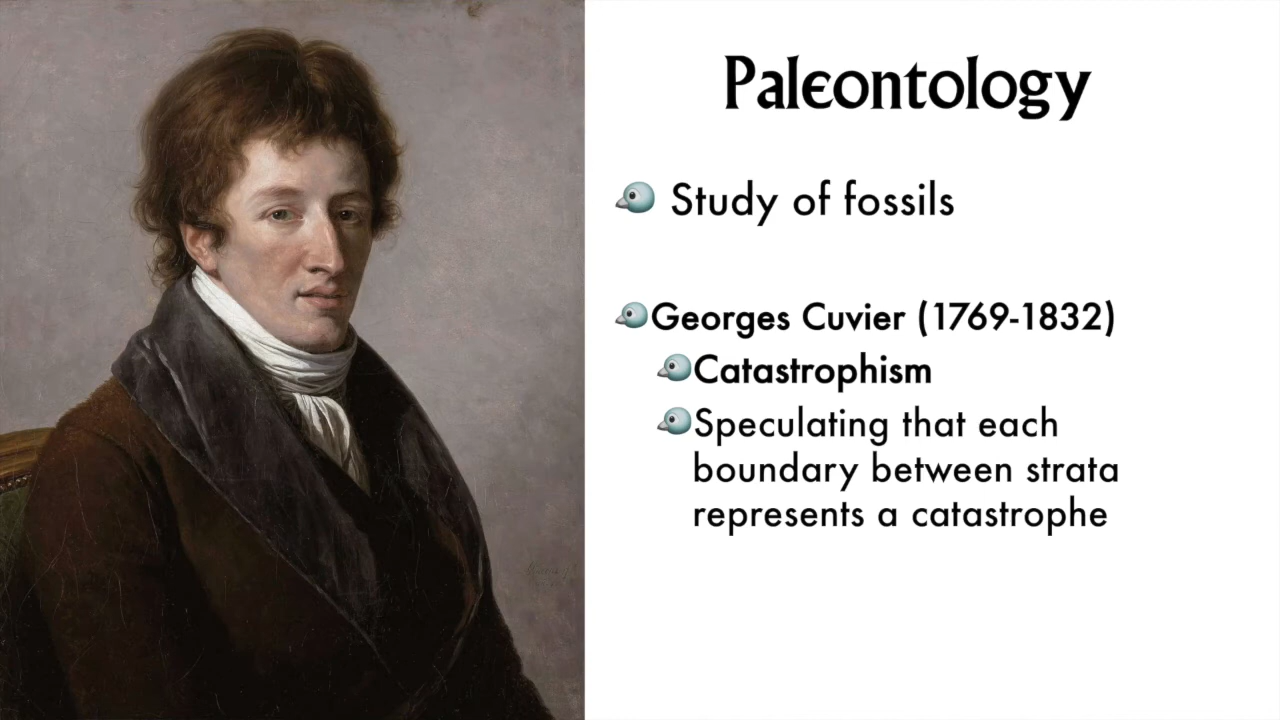 Paleontology
Study of fossils
Georges Cuvier (1769-1832)
Catastrophism
Speculating that each
boundary between strata
represents a catastrophe